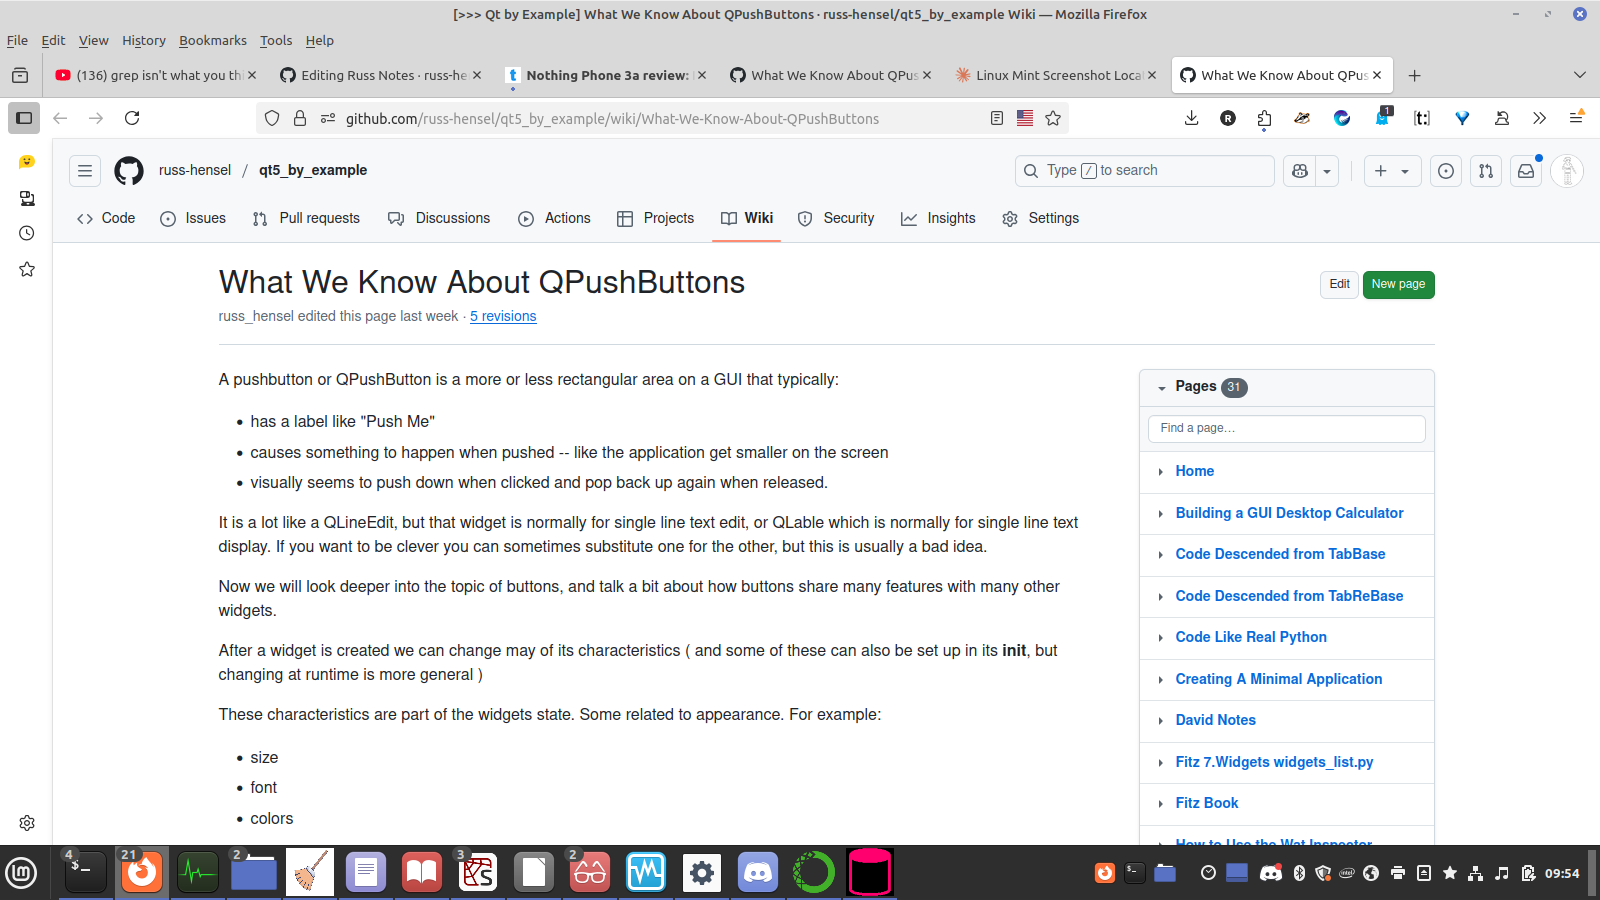 [>>> Qt by Example] What We Know About QPushButtons · russ-hensel/qt5_by_example Wiki — Mozilla Firefox
File Edit View History Bookmarks Tools Help
(136) grep isn't what you thi
Editing Russ Notes · russ-he
Nothing Phone 3a review:
What We Know About QPus
Linux Mint Screenshot Loca
What We Know About QPus
github.com/russ-hensel/qt5_by_example/wiki/What-We-Know-About-QPushButtons
R
1
[t:]
russ-hensel / qt5_by_example
Type / to search
Code Issues Pull requests Discussions Actions Projects Wiki Security Insights Settings
What We Know About QPushButtons
Edit New page
russ_hensel edited this page last week · 5 revisions
A pushbutton or QPushButton is a more or less rectangular area on a GUI that typically:
• has a label like "Push Me"
• causes something to happen when pushed -- like the application get smaller on the screen
• visually seems to push down when clicked and pop back up again when released.
It is a lot like a QLineEdit, but that widget is normally for single line text edit, or QLable which is normally for single line text
display. If you want to be clever you can sometimes substitute one for the other, but this is usually a bad idea.
Now we will look deeper into the topic of buttons, and talk a bit about how buttons share many features with many other
widgets.
After a widget is created we can change may of its characteristics ( and some of these can also be set up in its init, but
changing at runtime is more general )
These characteristics are part of the widgets state. Some related to appearance. For example:
• size
• font
• colors
Pages 31
Find a page…
Home
Building a GUI Desktop Calculator
Code Descended from TabBase
Code Descended from TabReBase
Code Like Real Python
Creating A Minimal Application
David Notes
Fitz 7.Widgets widgets_list.py
Fitz Book
How to Use the Wat Inspector
4 21 2 3 2
09:54